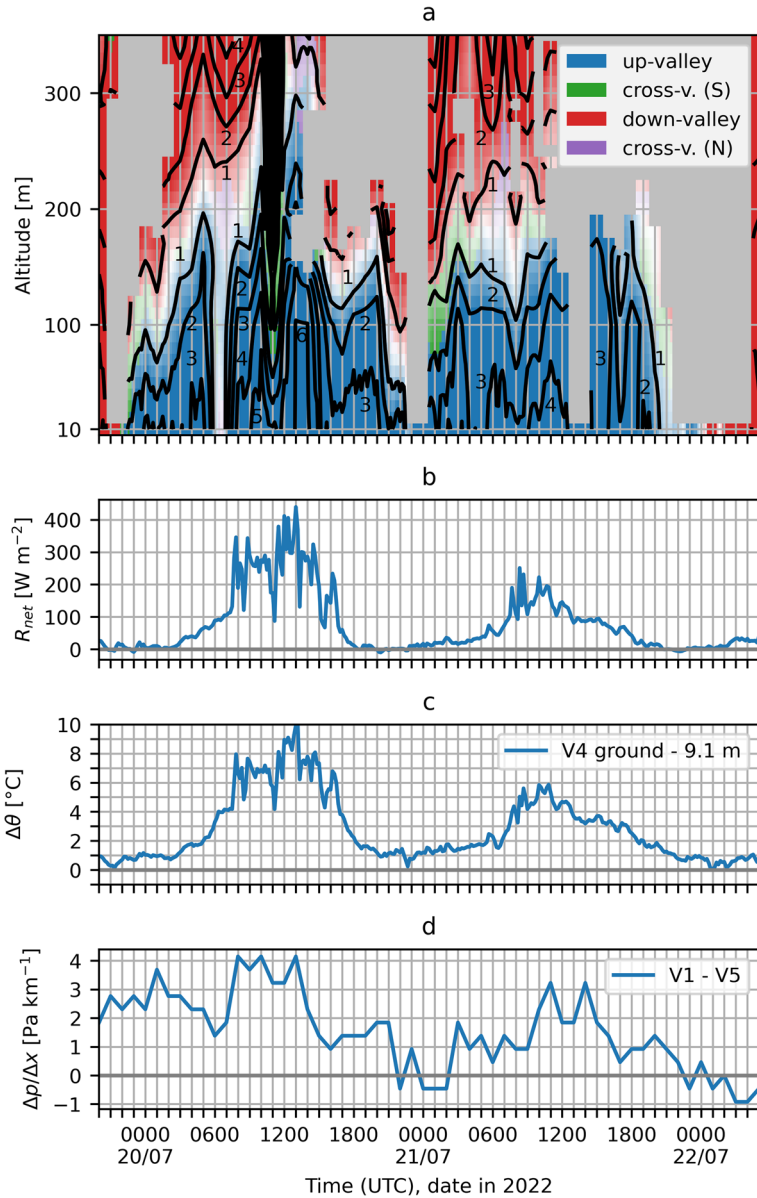 a
Altitude [m]
300
200
100
10
up-valley
cross-v. (S)
down-valley
cross-v. (N)
4
3
2
1
1
2
3
2
3
4
5
6
1
2
3
3
2
1
1
2
3
4
3
2
1
b
R_net [W m⁻²]
400
300
200
100
0
c
Δθ [°C]
10
8
6
4
2
0
V4 ground - 9.1 m
d
Δp/Δx [Pa km⁻¹]
4
3
2
1
0
−1
V1 - V5
0000 0600 1200 1800 0000 0600 1200 1800 0000
20/07 21/07 22/07
Time (UTC), date in 2022